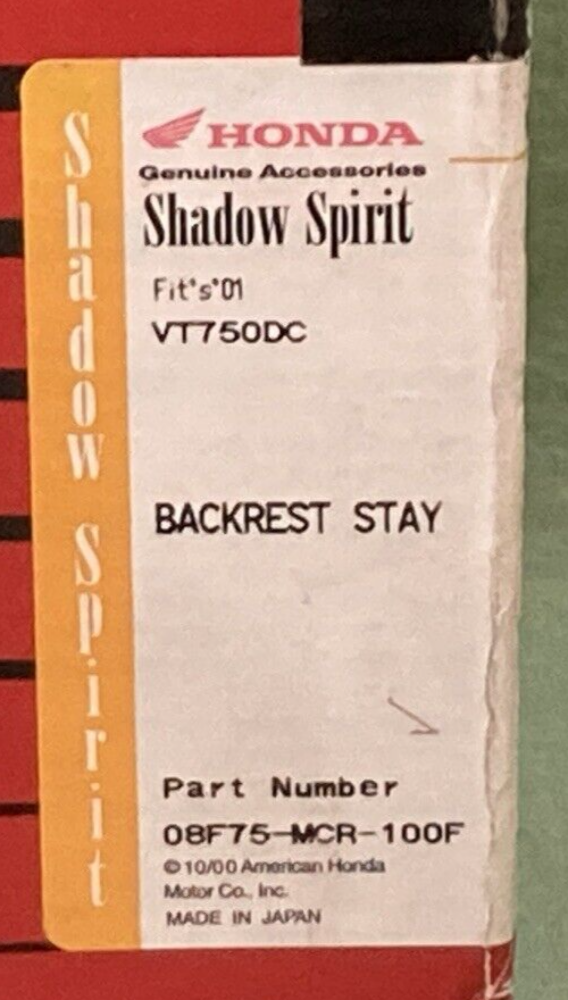 Shadow Spirit
HONDA
Genuine Accessories
Shadow Spirit
Fit's'01
VT750DC
BACKREST STAY
Part Number
08F75-MCR-100F
© 10/00 American Honda
Motor Co., Inc.
MADE IN JAPAN